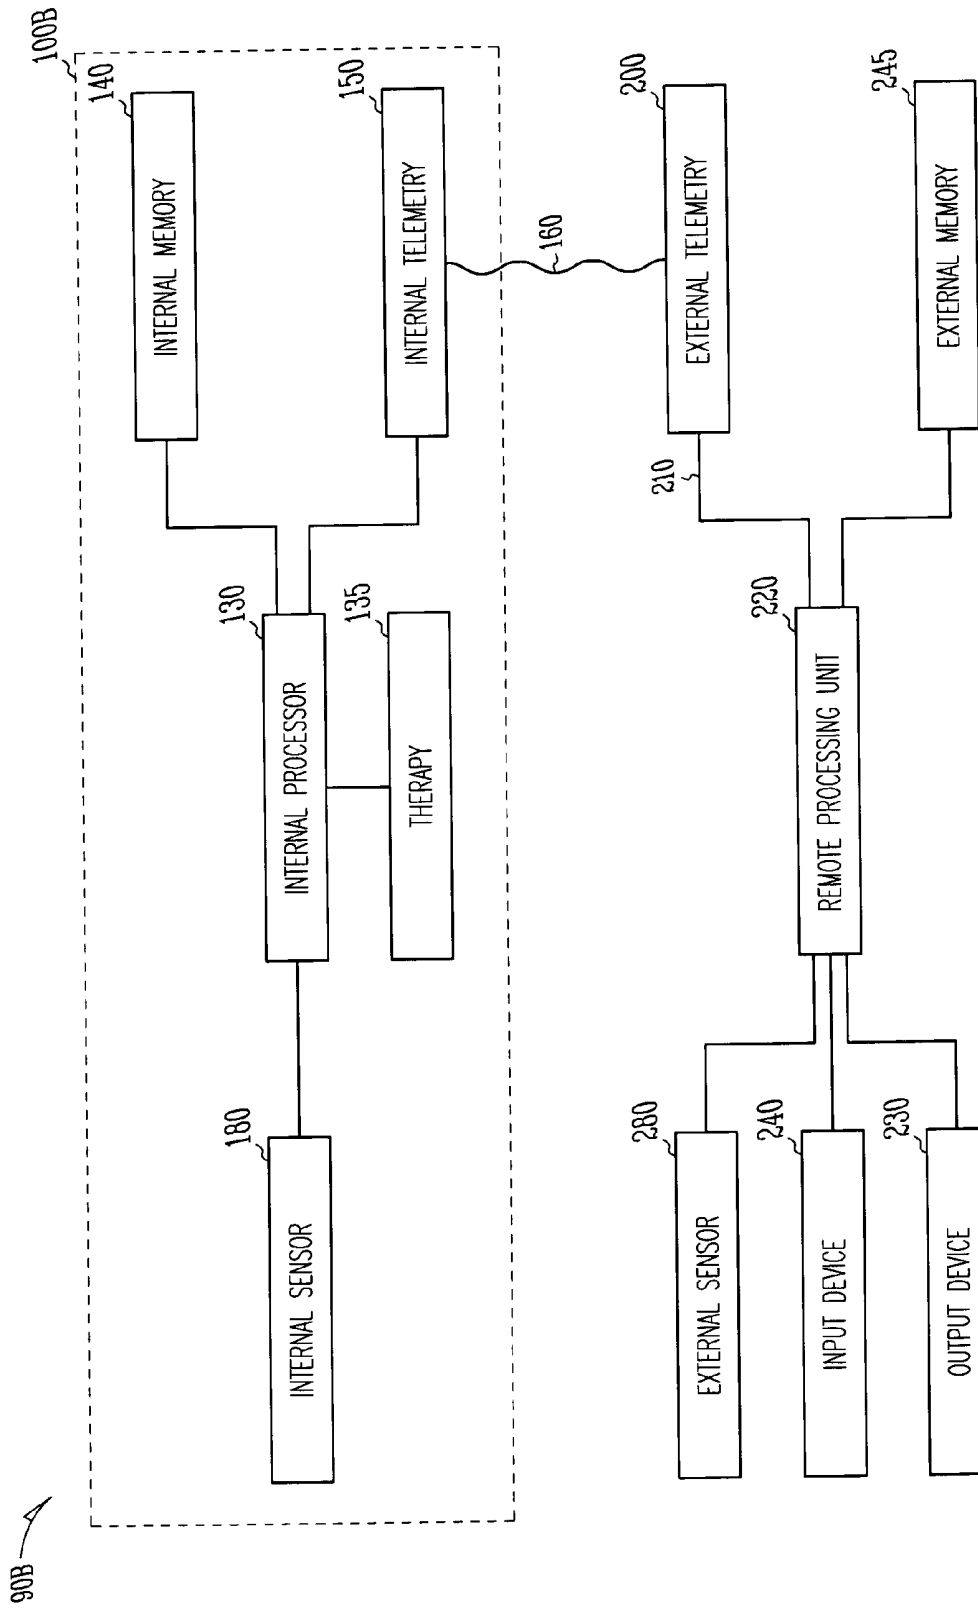 90B
100B
180
INTERNAL SENSOR
130
INTERNAL PROCESSOR
135
THERAPY
140
INTERNAL MEMORY
150
INTERNAL TELEMETRY
160
280
EXTERNAL SENSOR
240
INPUT DEVICE
230
OUTPUT DEVICE
220
REMOTE PROCESSING UNIT
210
200
EXTERNAL TELEMETRY
245
EXTERNAL MEMORY